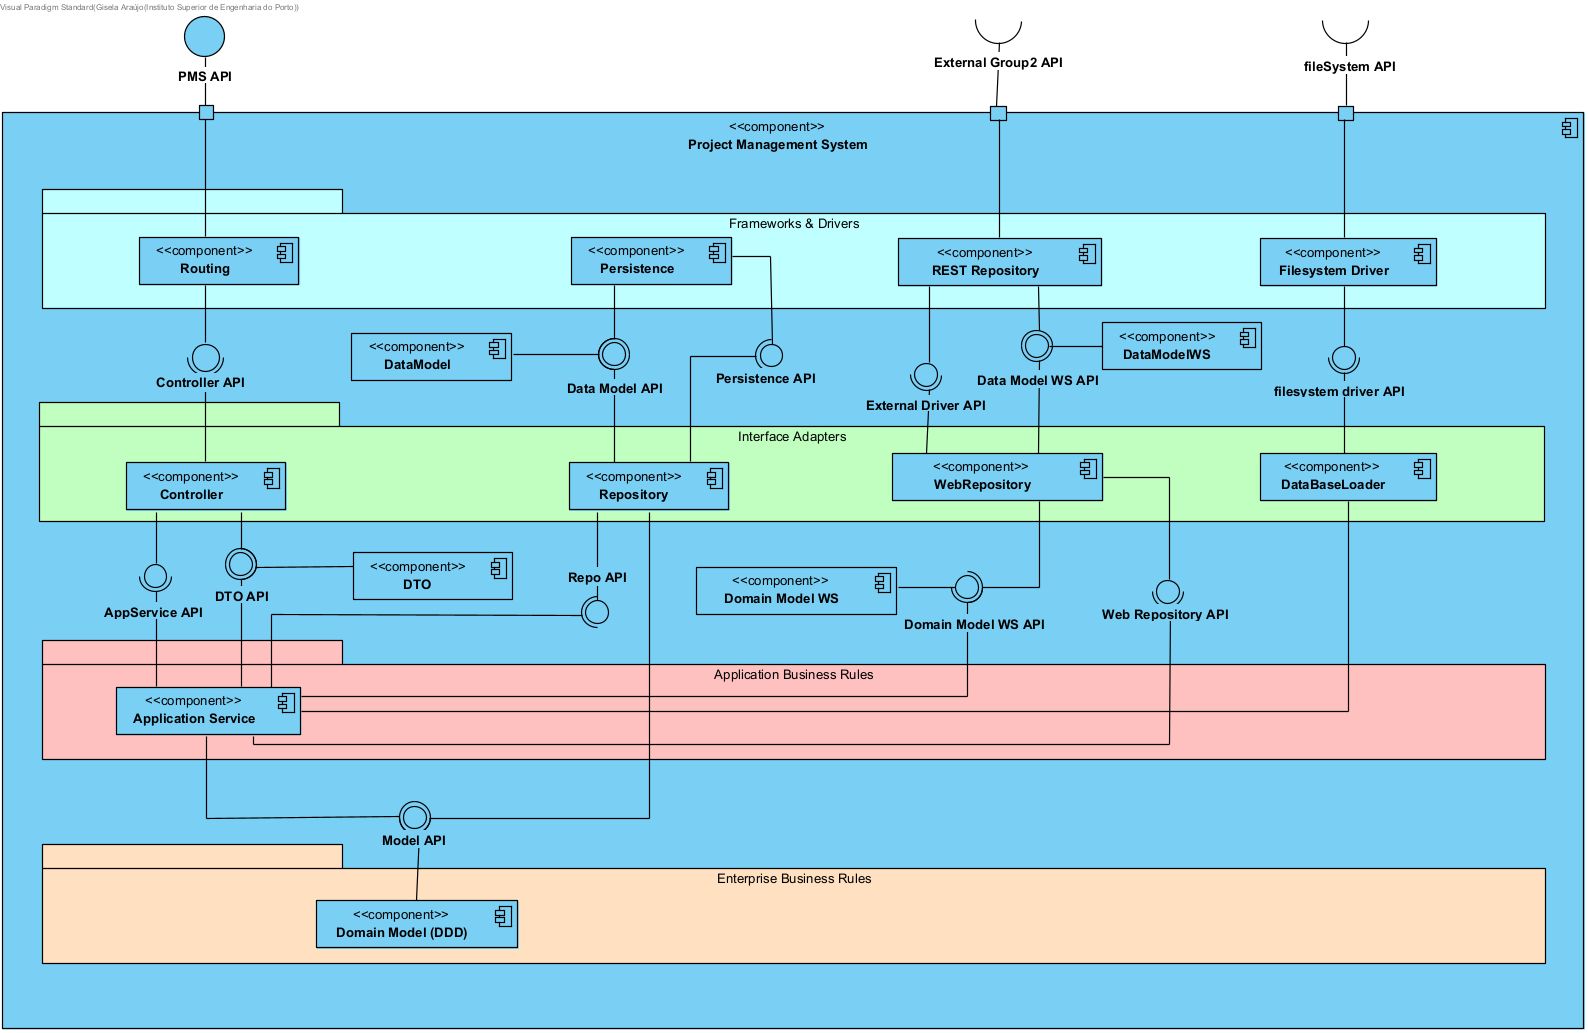 Visual Paradigm Standard(Gisela Araújo(Instituto Superior de Engenharia do Porto))
PMS API
External Group2 API
fileSystem API
<<component>>
Project Management System
Frameworks & Drivers
<<component>>
Routing
<<component>>
Persistence
<<component>>
REST Repository
<<component>>
Filesystem Driver
<<component>>
DataModel
<<component>>
DataModelWS
Controller API
Data Model API
Persistence API
External Driver API
Data Model WS API
filesystem driver API
Interface Adapters
<<component>>
Controller
<<component>>
Repository
<<component>>
WebRepository
<<component>>
DataBaseLoader
<<component>>
DTO
AppService API
DTO API
Repo API
<<component>>
Domain Model WS
Domain Model WS API
Web Repository API
Application Business Rules
<<component>>
Application Service
Model API
Enterprise Business Rules
<<component>>
Domain Model (DDD)